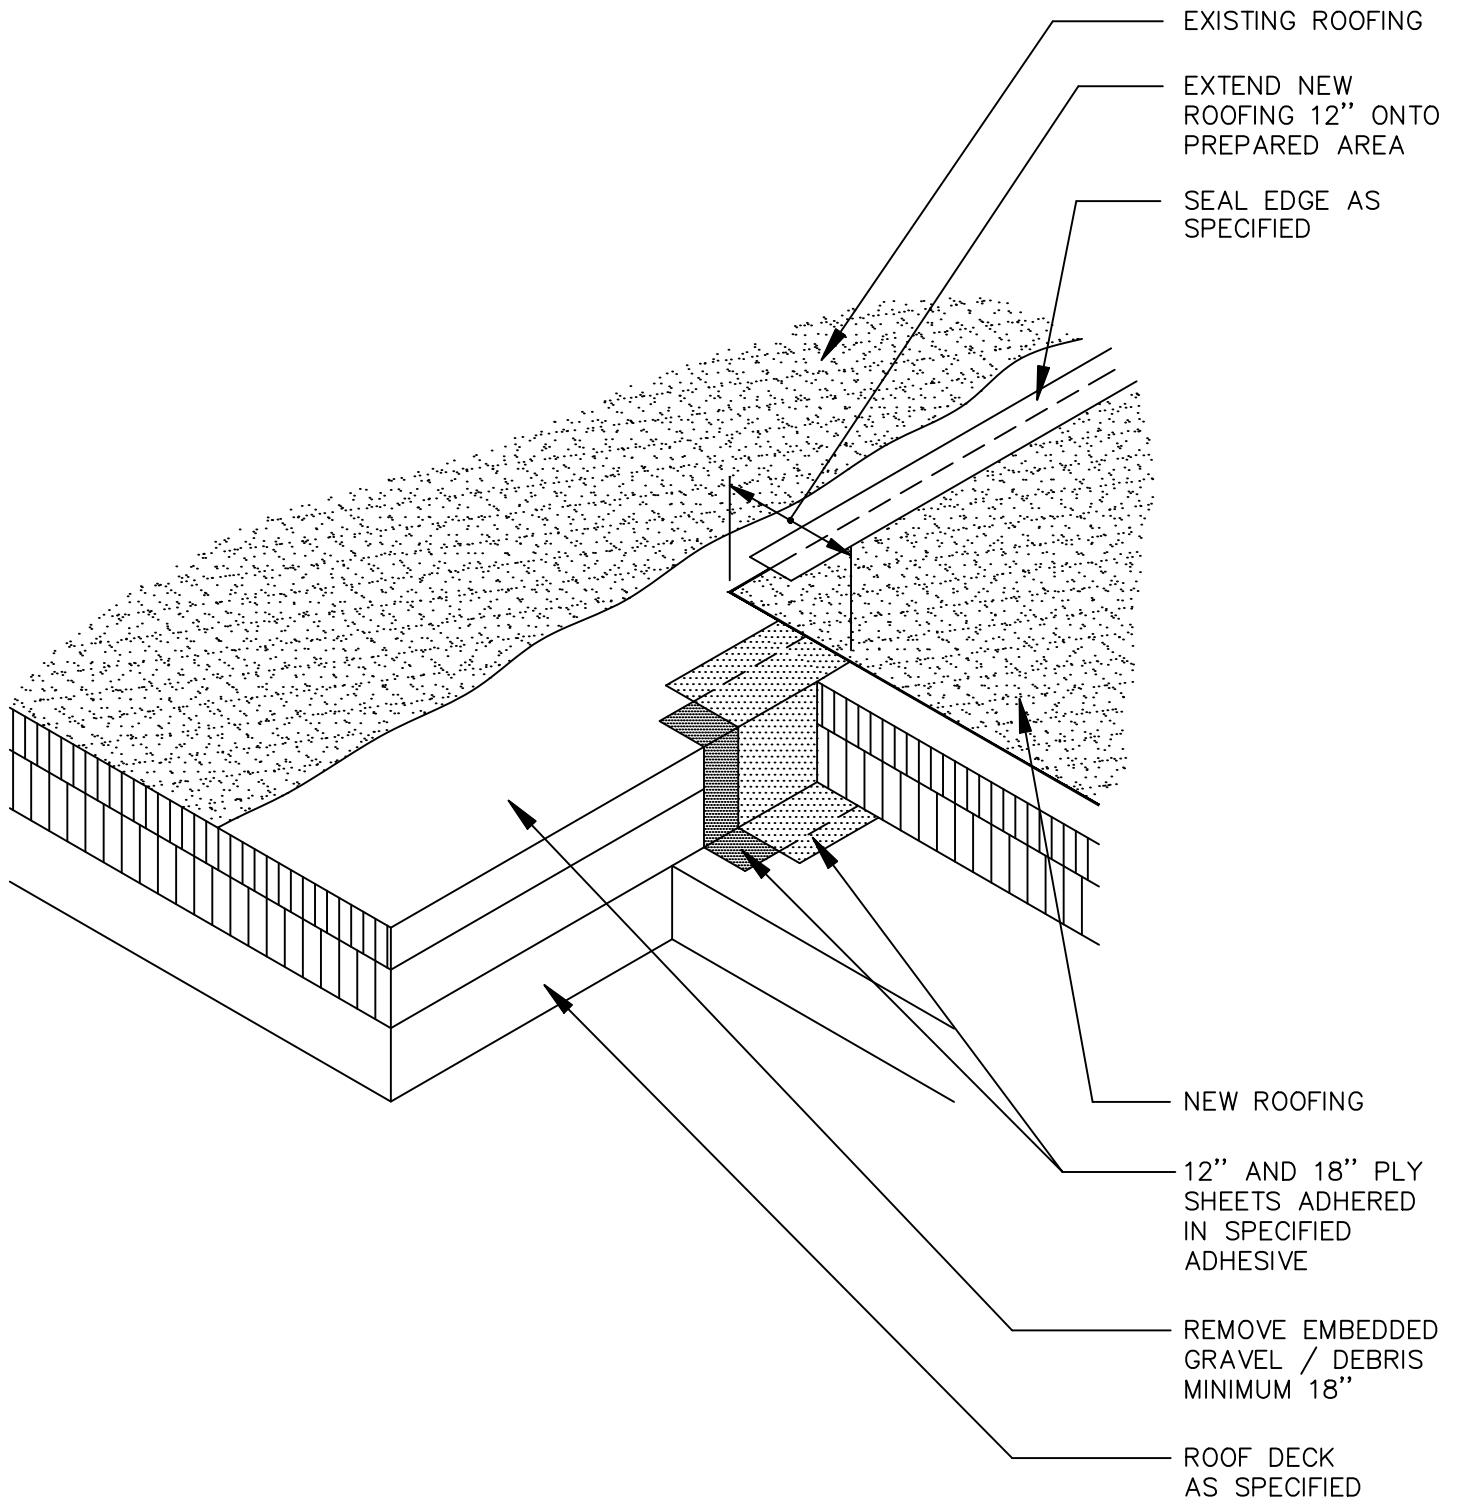 EXISTING ROOFING
EXTEND NEW
ROOFING 12” ONTO
PREPARED AREA
SEAL EDGE AS
SPECIFIED
NEW ROOFING
12” AND 18” PLY
SHEETS ADHERED
IN SPECIFIED
ADHESIVE
REMOVE EMBEDDED
GRAVEL / DEBRIS
MINIMUM 18”
ROOF DECK
AS SPECIFIED